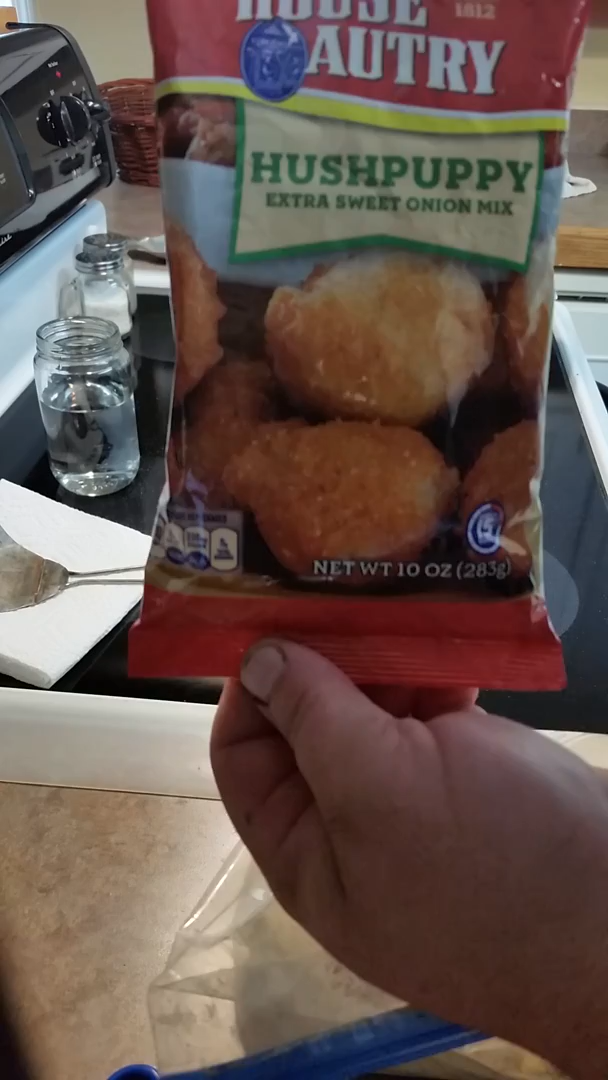 HOUSE
1812
AUTRY
HUSHPUPPY
EXTRA SWEET ONION MIX
NET WT 10 OZ (283g)